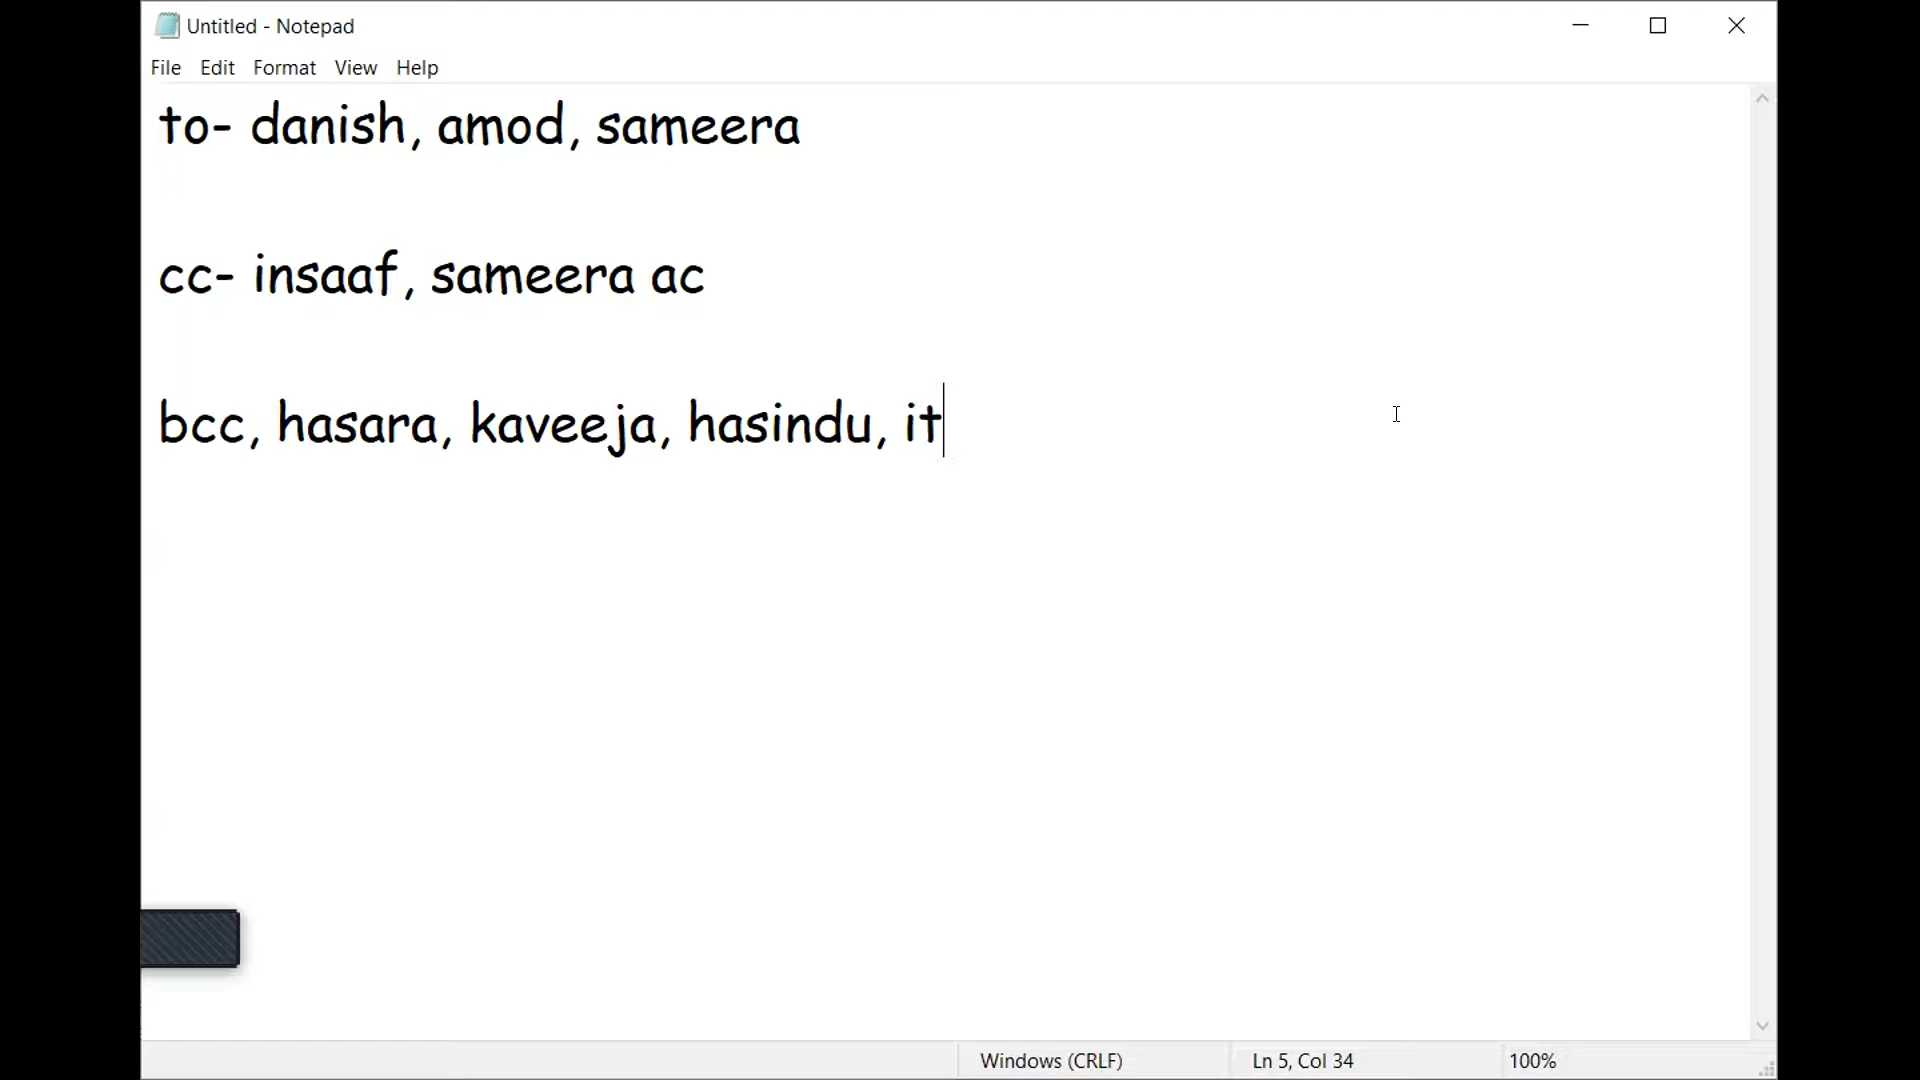 Untitled - Notepad
File Edit Format View Help
to- danish, amod, sameera
cc- insaaf, sameera ac
bcc, hasara, kaveeja, hasindu, it
Windows (CRLF) Ln 5, Col 34 100%